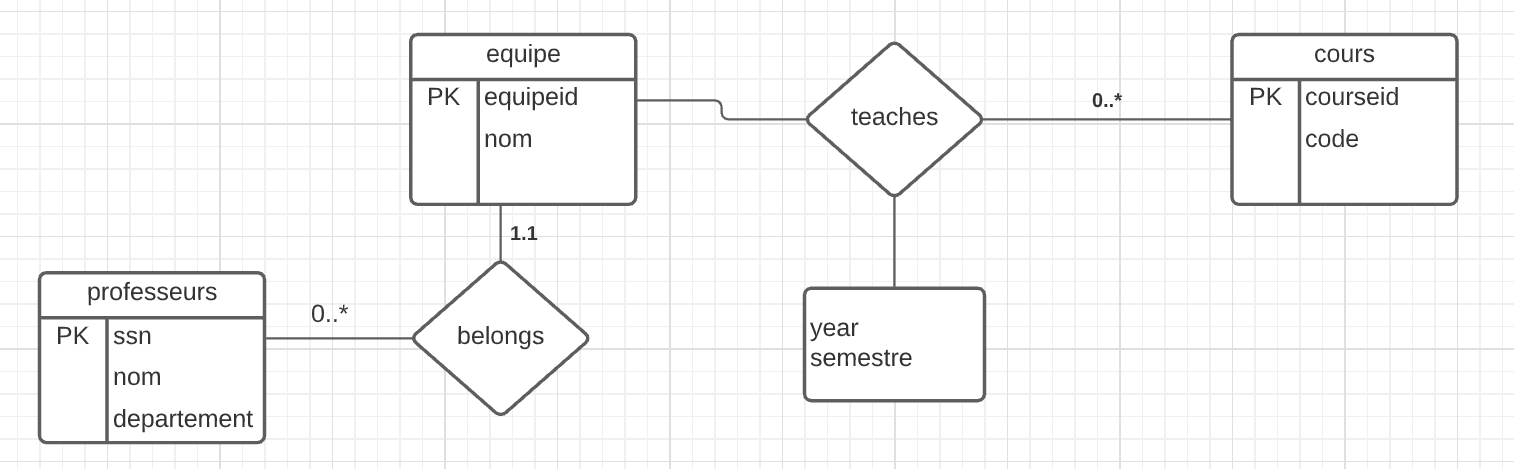 equipe
PK equipeid
nom
teaches
0..*
cours
PK courseid
code
1.1
professeurs
PK ssn
nom
departement
0..*
belongs
year
semestre